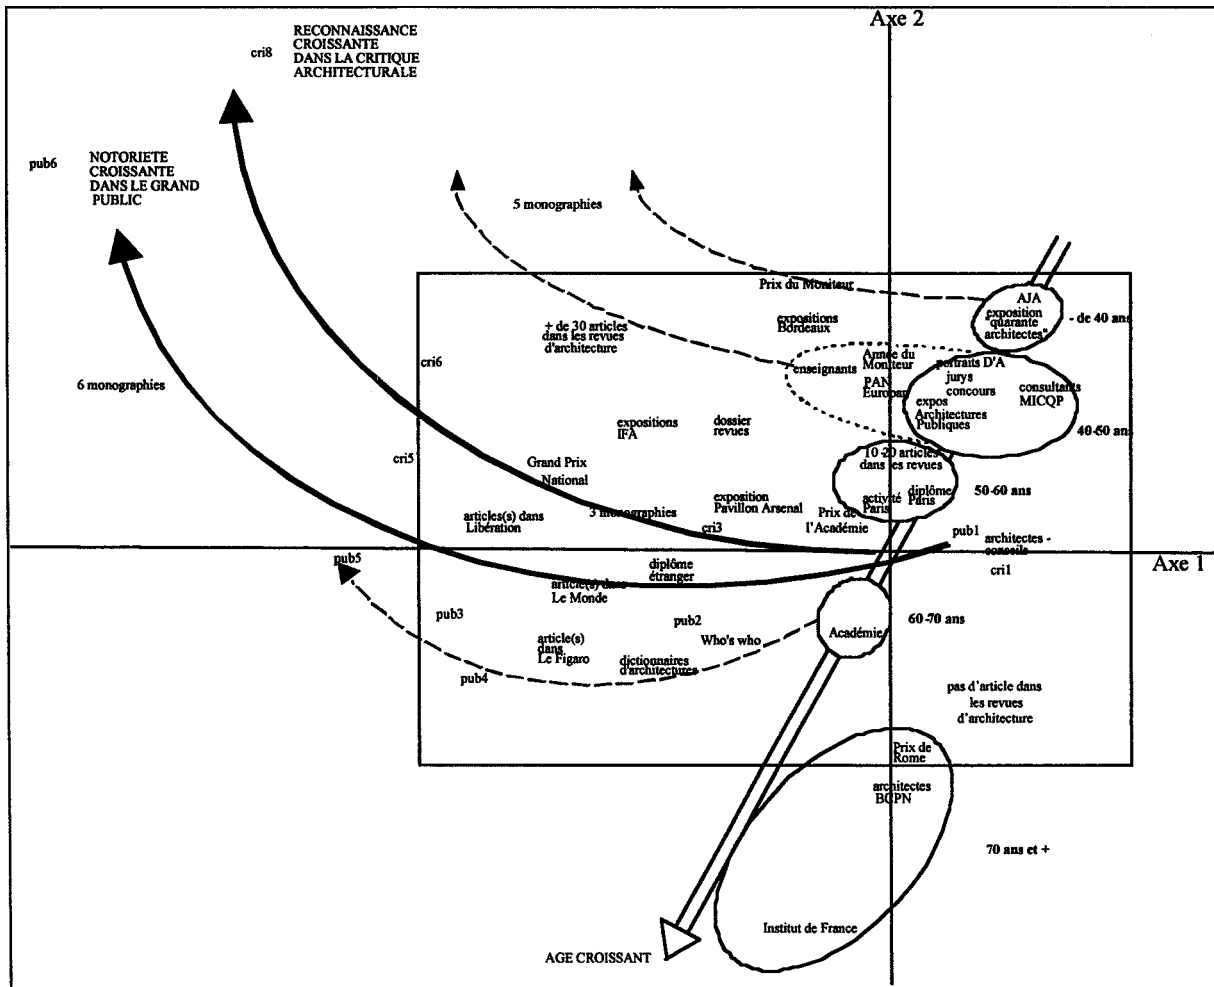 Axe 2
RECONNAISSANCE
cri8
CROISSANTE
DANS LA CRITIQUE
ARCHITECTURALE
pub6
NOTORIETE
CROISSANTE
DANS LE GRAND
PUBLIC
5 monographies
Prix du Moniteur
AJA
exposition
"quarante
architectes"
- de 40 ans
expositions
Bordeaux
+ de 30 articles
dans les revues
d'architecture
cri6
6 monographies
enseignants
Année du
Moniteur
PAN
Europan
portraits D'A
jurys
concours
consultants
MICQP
expos
Architectures
Publiques
40-50 ans
expositions
IFA
dossier
revues
cri5
Grand Prix
National
10-20 articles
dans les revues
diplôme
Paris
activité
Paris
50-60 ans
exposition
Pavillon Arsenal
articles(s) dans
Libération
3 monographies
cri3
Prix de
l'Académie
pub1
architectes -
conseils
cri1
Axe 1
pub5
diplôme
étranger
article(s) dans
Le Monde
pub3
pub2
Who's who
Académie
60-70 ans
article(s)
dans
Le Figaro
dictionnaires
d'architectures
pub4
pas d'article dans
les revues
d'architecture
Prix de
Rome
architectes
BCPN
70 ans et +
Institut de France
AGE CROISSANT